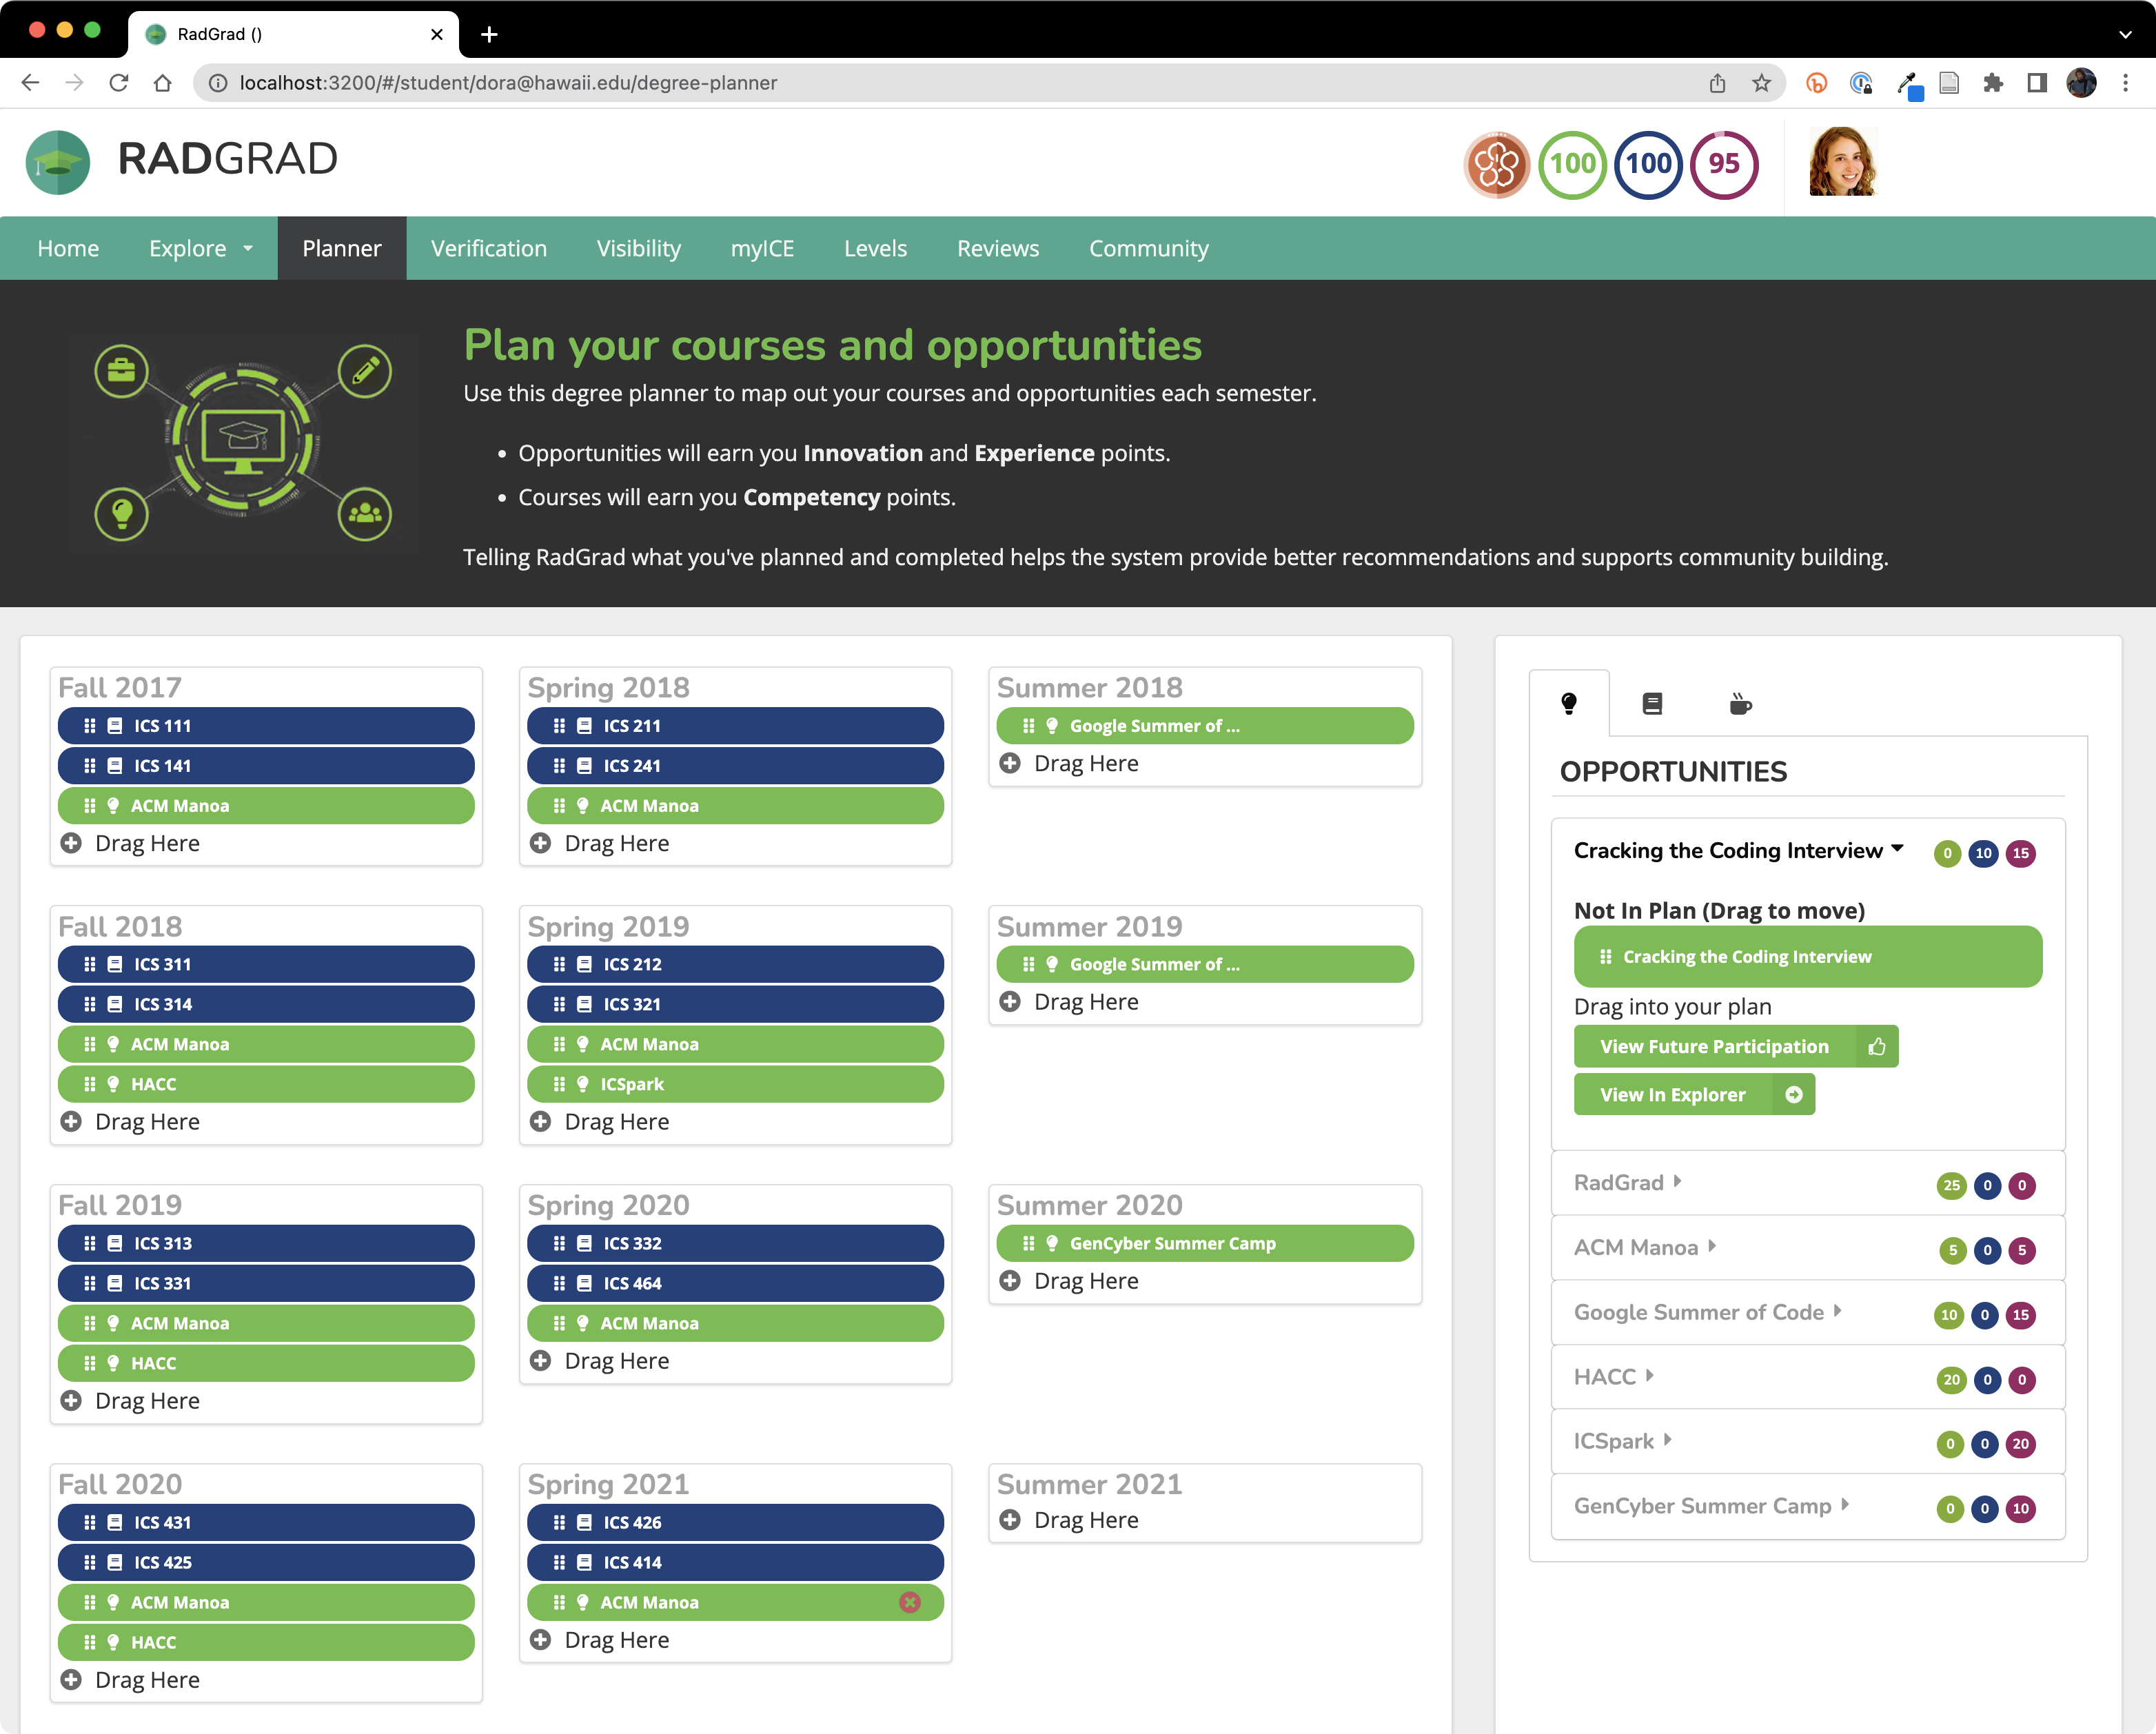 RadGrad ()
localhost:3200/#/student/dora@hawaii.edu/degree-planner
RADGRAD
100
100
95
Home
Explore
Planner
Verification
Visibility
myICE
Levels
Reviews
Community
Plan your courses and opportunities
Use this degree planner to map out your courses and opportunities each semester.
Opportunities will earn you Innovation and Experience points.
Courses will earn you Competency points.
Telling RadGrad what you've planned and completed helps the system provide better recommendations and supports community building.
Fall 2017
ICS 111
ICS 141
ACM Manoa
Drag Here
Spring 2018
ICS 211
ICS 241
ACM Manoa
Drag Here
Summer 2018
Google Summer of ...
Drag Here
Fall 2018
ICS 311
ICS 314
ACM Manoa
HACC
Drag Here
Spring 2019
ICS 212
ICS 321
ACM Manoa
ICSpark
Drag Here
Summer 2019
Google Summer of ...
Drag Here
Fall 2019
ICS 313
ICS 331
ACM Manoa
HACC
Drag Here
Spring 2020
ICS 332
ICS 464
ACM Manoa
Drag Here
Summer 2020
GenCyber Summer Camp
Drag Here
Fall 2020
ICS 431
ICS 425
ACM Manoa
HACC
Drag Here
Spring 2021
ICS 426
ICS 414
ACM Manoa
Drag Here
Summer 2021
Drag Here
OPPORTUNITIES
Cracking the Coding Interview 0 10 15
Not In Plan (Drag to move)
Cracking the Coding Interview
Drag into your plan
View Future Participation
View In Explorer
RadGrad 25 0 0
ACM Manoa 5 0 5
Google Summer of Code 10 0 15
HACC 20 0 0
ICSpark 0 0 20
GenCyber Summer Camp 0 0 10